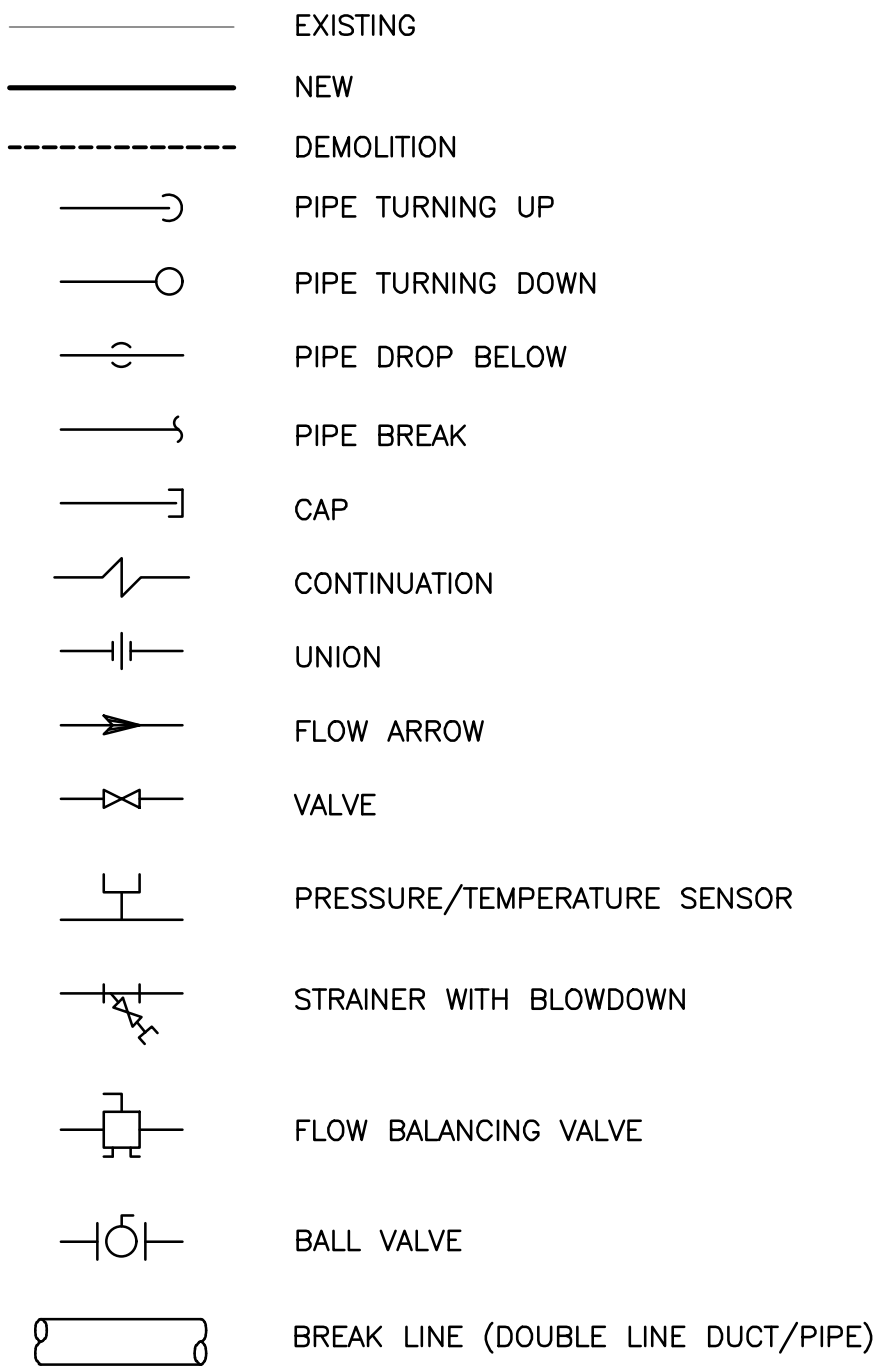 EXISTING
NEW
DEMOLITION
PIPE TURNING UP
PIPE TURNING DOWN
PIPE DROP BELOW
PIPE BREAK
CAP
CONTINUATION
UNION
FLOW ARROW
VALVE
PRESSURE/TEMPERATURE SENSOR
STRAINER WITH BLOWDOWN
FLOW BALANCING VALVE
BALL VALVE
BREAK LINE (DOUBLE LINE DUCT/PIPE)